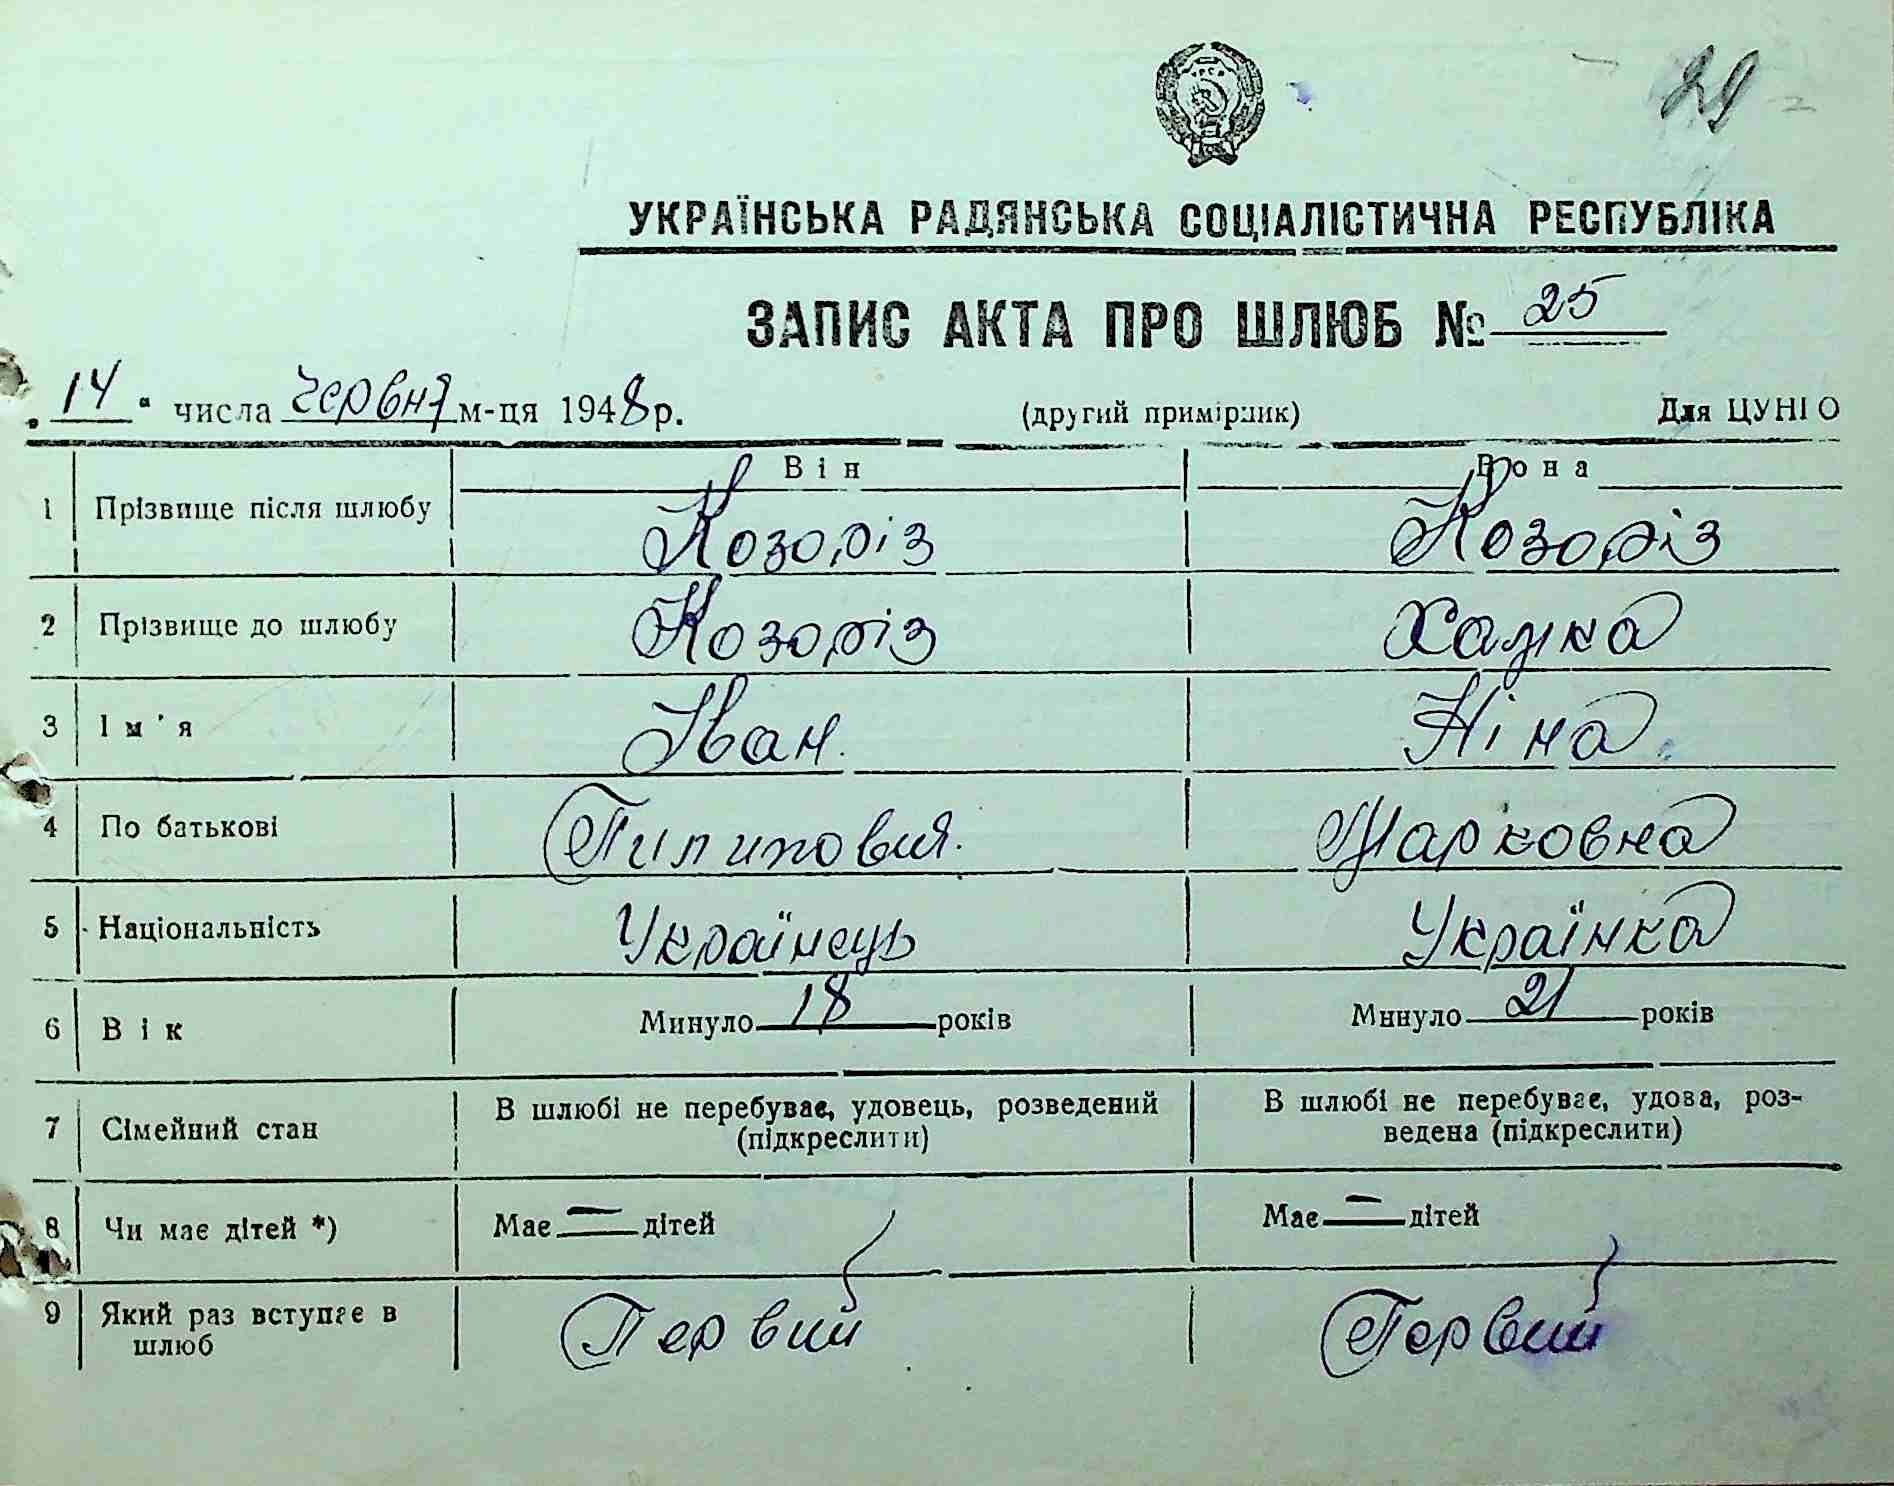 29
УКРАЇНСЬКА РАДЯНСЬКА СОЦІАЛІСТИЧНА РЕСПУБЛІКА
ЗАПИС АКТА ПРО ШЛЮБ № 25
„14“ числа Червня м-ця 1948 р. (другий примірник) Для ЦУНГО
Він Вона
1 Прізвище після шлюбу Козоріз Козоріз
2 Прізвище до шлюбу Козоріз
3 Ім'я Іван Ніна
4 По батькові Пилипович Марковна
5 Національність Українець Українка
6 Вік Минуло 18 років Минуло 21 років
7 Сімейний стан В шлюбі не перебуває, удовець, розведений В шлюбі не перебуває, удова, роз-
(підкреслити) ведена (підкреслити)
8 Чи має дітей *) Має — дітей Має — дітей
9 Який раз вступає в Первий Первий
шлюб